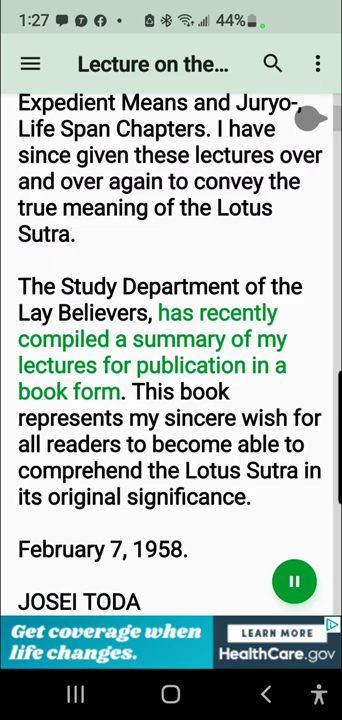 1:27 44%
Lecture on the...
Expedient Means and Juryo-,
Life Span Chapters. I have
since given these lectures over
and over again to convey the
true meaning of the Lotus
Sutra.
The Study Department of the
Lay Believers, has recently
compiled a summary of my
lectures for publication in a
book form. This book
represents my sincere wish for
all readers to become able to
comprehend the Lotus Sutra in
its original significance.
February 7, 1958.
JOSEI TODA
Get coverage when
life changes.
LEARN MORE
HealthCare.gov